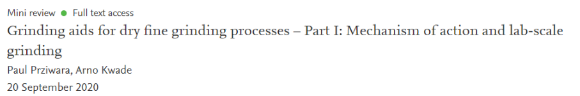 Mini review ● Full text access
Grinding aids for dry fine grinding processes – Part I: Mechanism of action and lab-scale
grinding
Paul Prziwara, Arno Kwade
20 September 2020